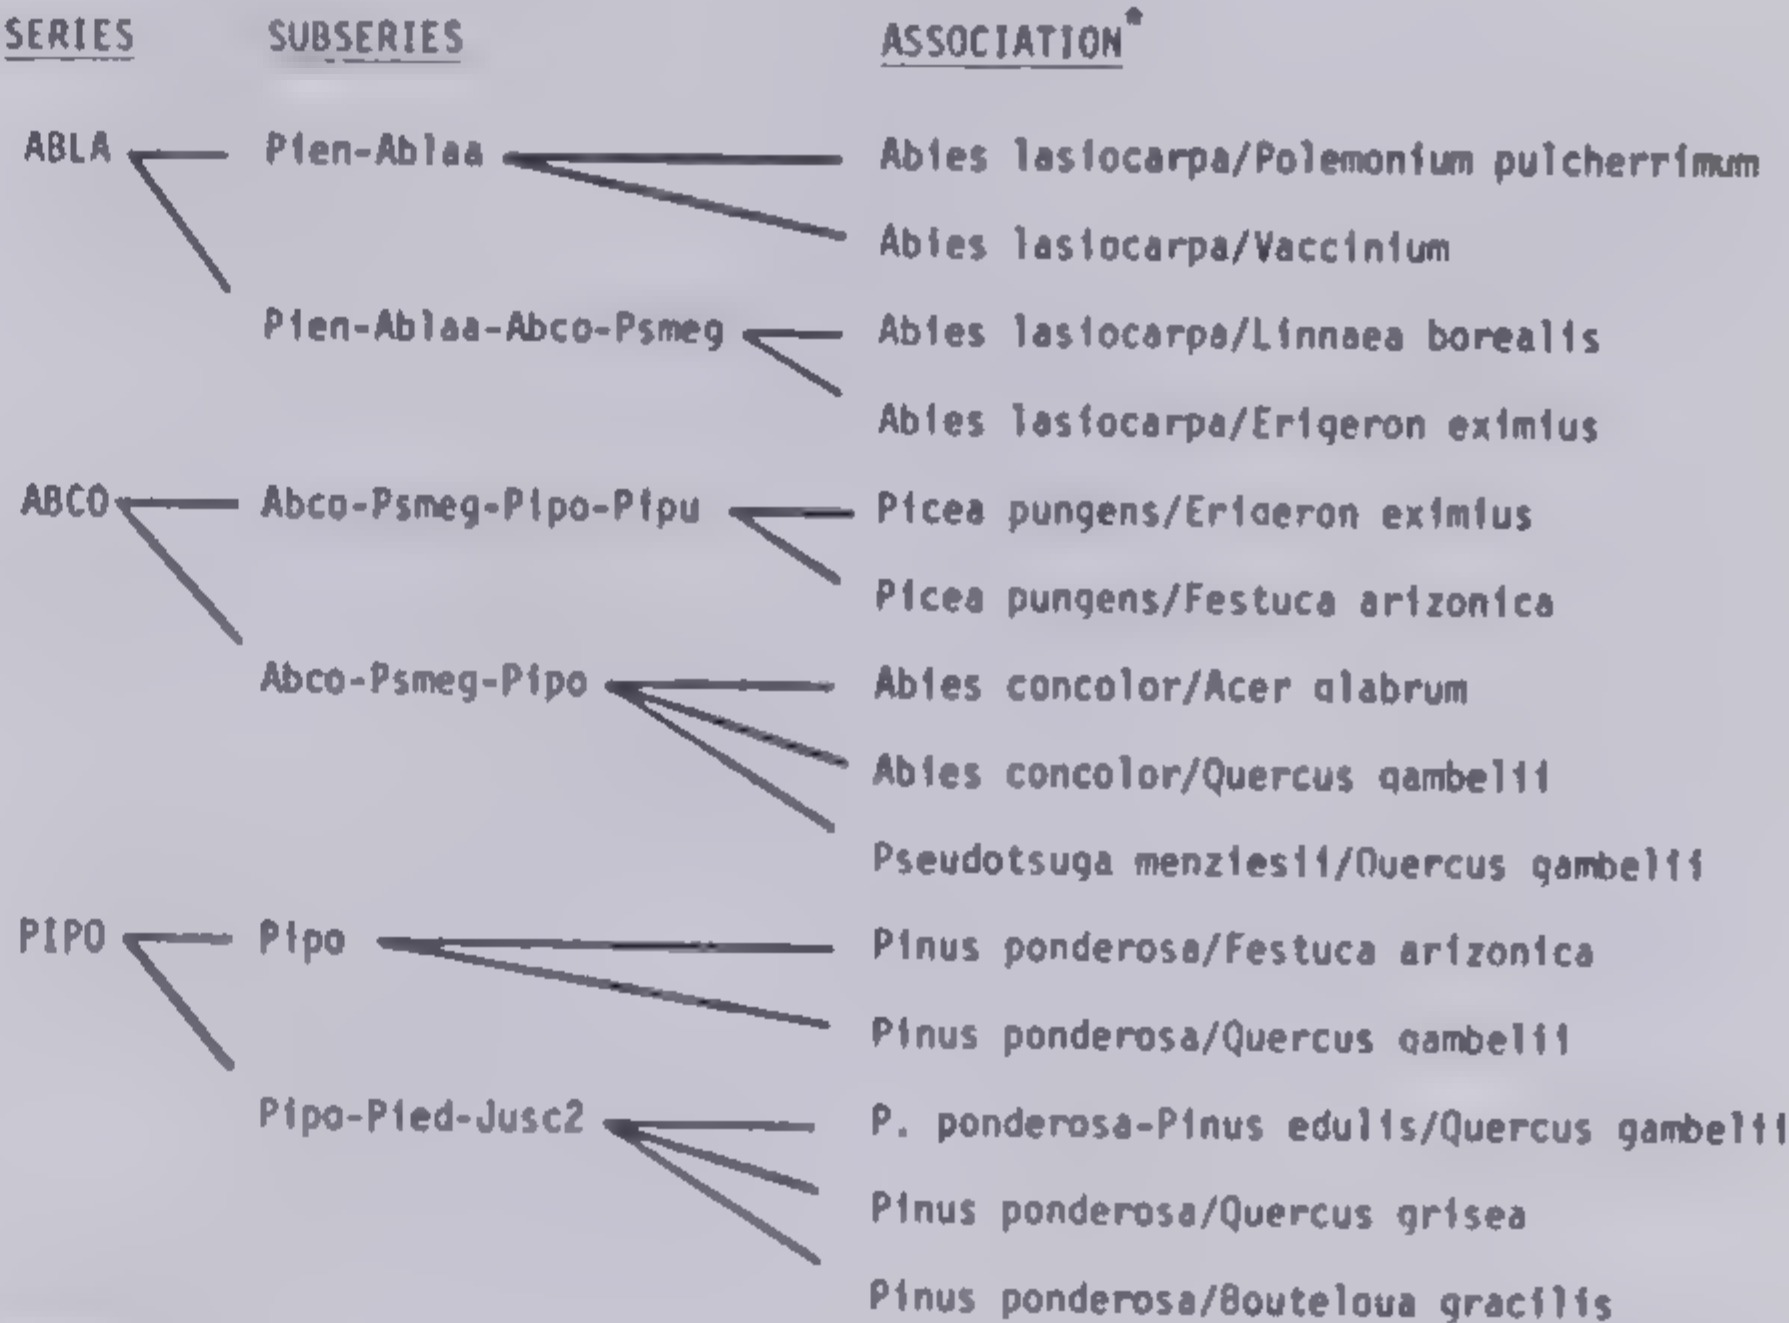 SERIES SUBSERIES ASSOCIATION*
ABLA Pien-Ablaa Abies lasiocarpa/Polemonium pulcherrimum
Abies lasiocarpa/Vaccinium
Pien-Ablaa-Abco-Psmeg Abies lasiocarpa/Linnaea borealis
Abies lasiocarpa/Erigeron eximius
ABCO Abco-Psmeg-Pipo-Pipu Picea pungens/Erigeron eximius
Picea pungens/Festuca arizonica
Abco-Psmeg-Pipo Abies concolor/Acer glabrum
Abies concolor/Quercus gambelii
Pseudotsuga menziesii/Quercus gambelii
PIPO Pipo Pinus ponderosa/Festuca arizonica
Pinus ponderosa/Quercus gambelii
Pipo-Pied-Jusc2 P. ponderosa-Pinus edulis/Quercus gambelii
Pinus ponderosa/Quercus grisea
Pinus ponderosa/Bouteloua gracilis